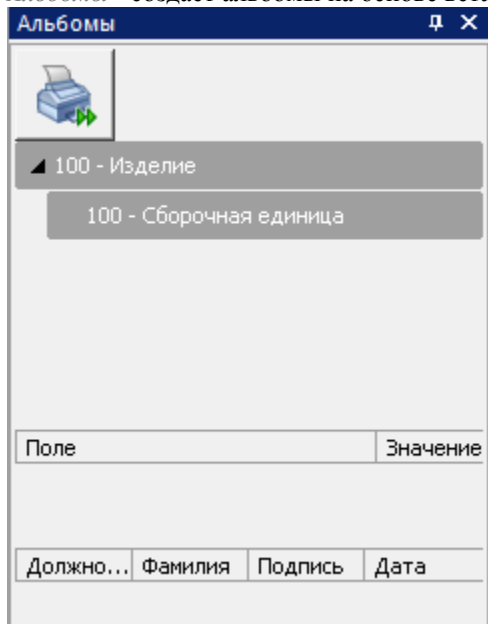 Альбомы
100 - Изделие
100 - Сборочная единица
Поле Значение
Должно... Фамилия Подпись Дата